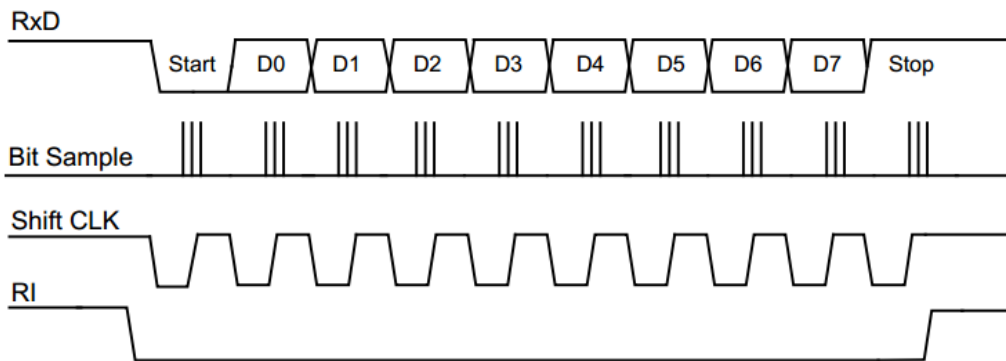 RxD
Start D0 D1 D2 D3 D4 D5 D6 D7 Stop
Bit Sample
Shift CLK
RI